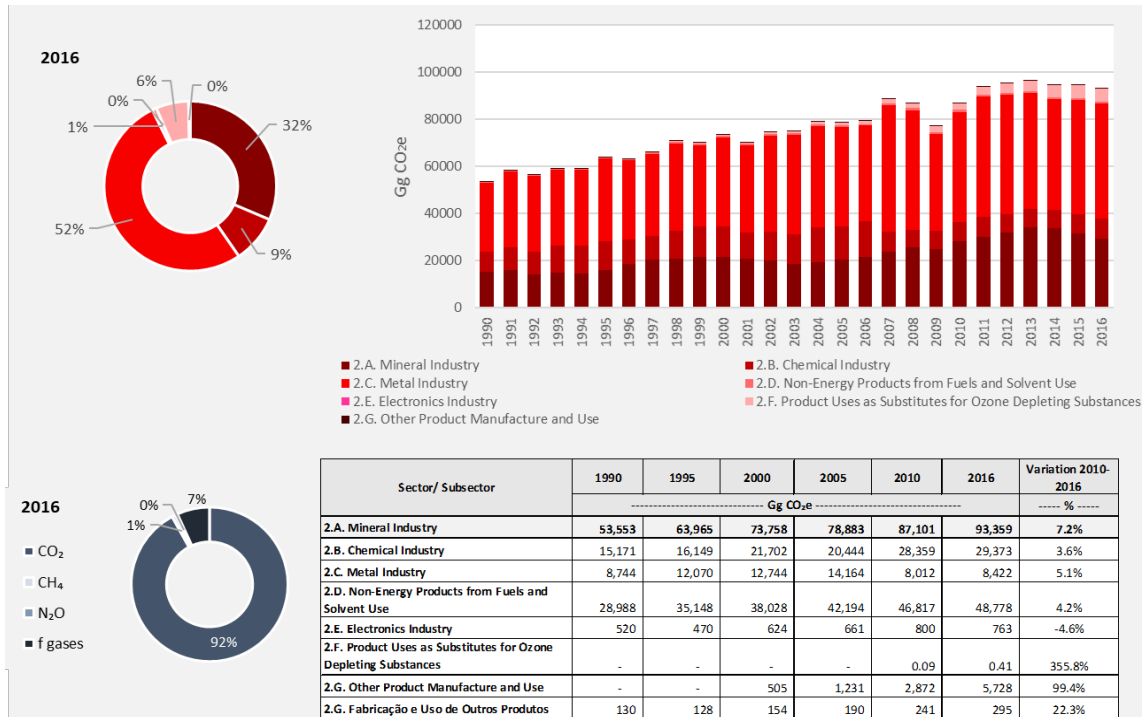 2016
6%
0%
0%
1%
32%
52%
9%
Gg CO₂e
120000
100000
80000
60000
40000
20000
0
1990 1991 1992 1993 1994 1995 1996 1997 1998 1999 2000 2001 2002 2003 2004 2005 2006 2007 2008 2009 2010 2011 2012 2013 2014 2015 2016
2.A. Mineral Industry 2.B. Chemical Industry
2.C. Metal Industry 2.D. Non-Energy Products from Fuels and Solvent Use
2.E. Electronics Industry 2.F. Product Uses as Substitutes for Ozone Depleting Substances
2.G. Other Product Manufacture and Use
2016
7%
0%
1%
CO₂
CH₄
N₂O
f gases
92%
Sector/ Subsector 1990 1995 2000 2005 2010 2016 Variation 2010-
2016
----------------------------- Gg CO₂e --------------------------------- ----- % -----
2.A. Mineral Industry 53,553 63,965 73,758 78,883 87,101 93,359 7.2%
2.B. Chemical Industry 15,171 16,149 21,702 20,444 28,359 29,373 3.6%
2.C. Metal Industry 8,744 12,070 12,744 14,164 8,012 8,422 5.1%
2.D. Non-Energy Products from Fuels and
Solvent Use 28,988 35,148 38,028 42,194 46,817 48,778 4.2%
2.E. Electronics Industry 520 470 624 661 800 763 -4.6%
2.F. Product Uses as Substitutes for Ozone
Depleting Substances - - - - 0.09 0.41 355.8%
2.G. Other Product Manufacture and Use - - 505 1,231 2,872 5,728 99.4%
2.G. Fabricação e Uso de Outros Produtos 130 128 154 190 241 295 22.3%